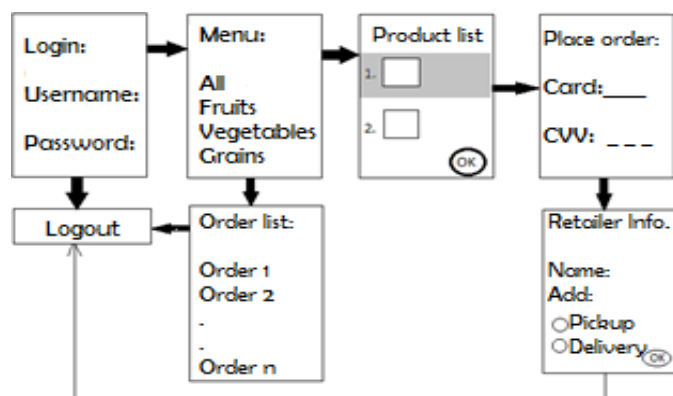 Login:
Username:
Password:
Menu:
All
Fruits
Vegetables
Grains
Product list
1.
2.
OK
Place order:
Card:___
CVV: _ _ _
Logout
Order list:
Order 1
Order 2
.
.
Order n
Retailer Info.
Name:
Add:
Pickup
Delivery
OK